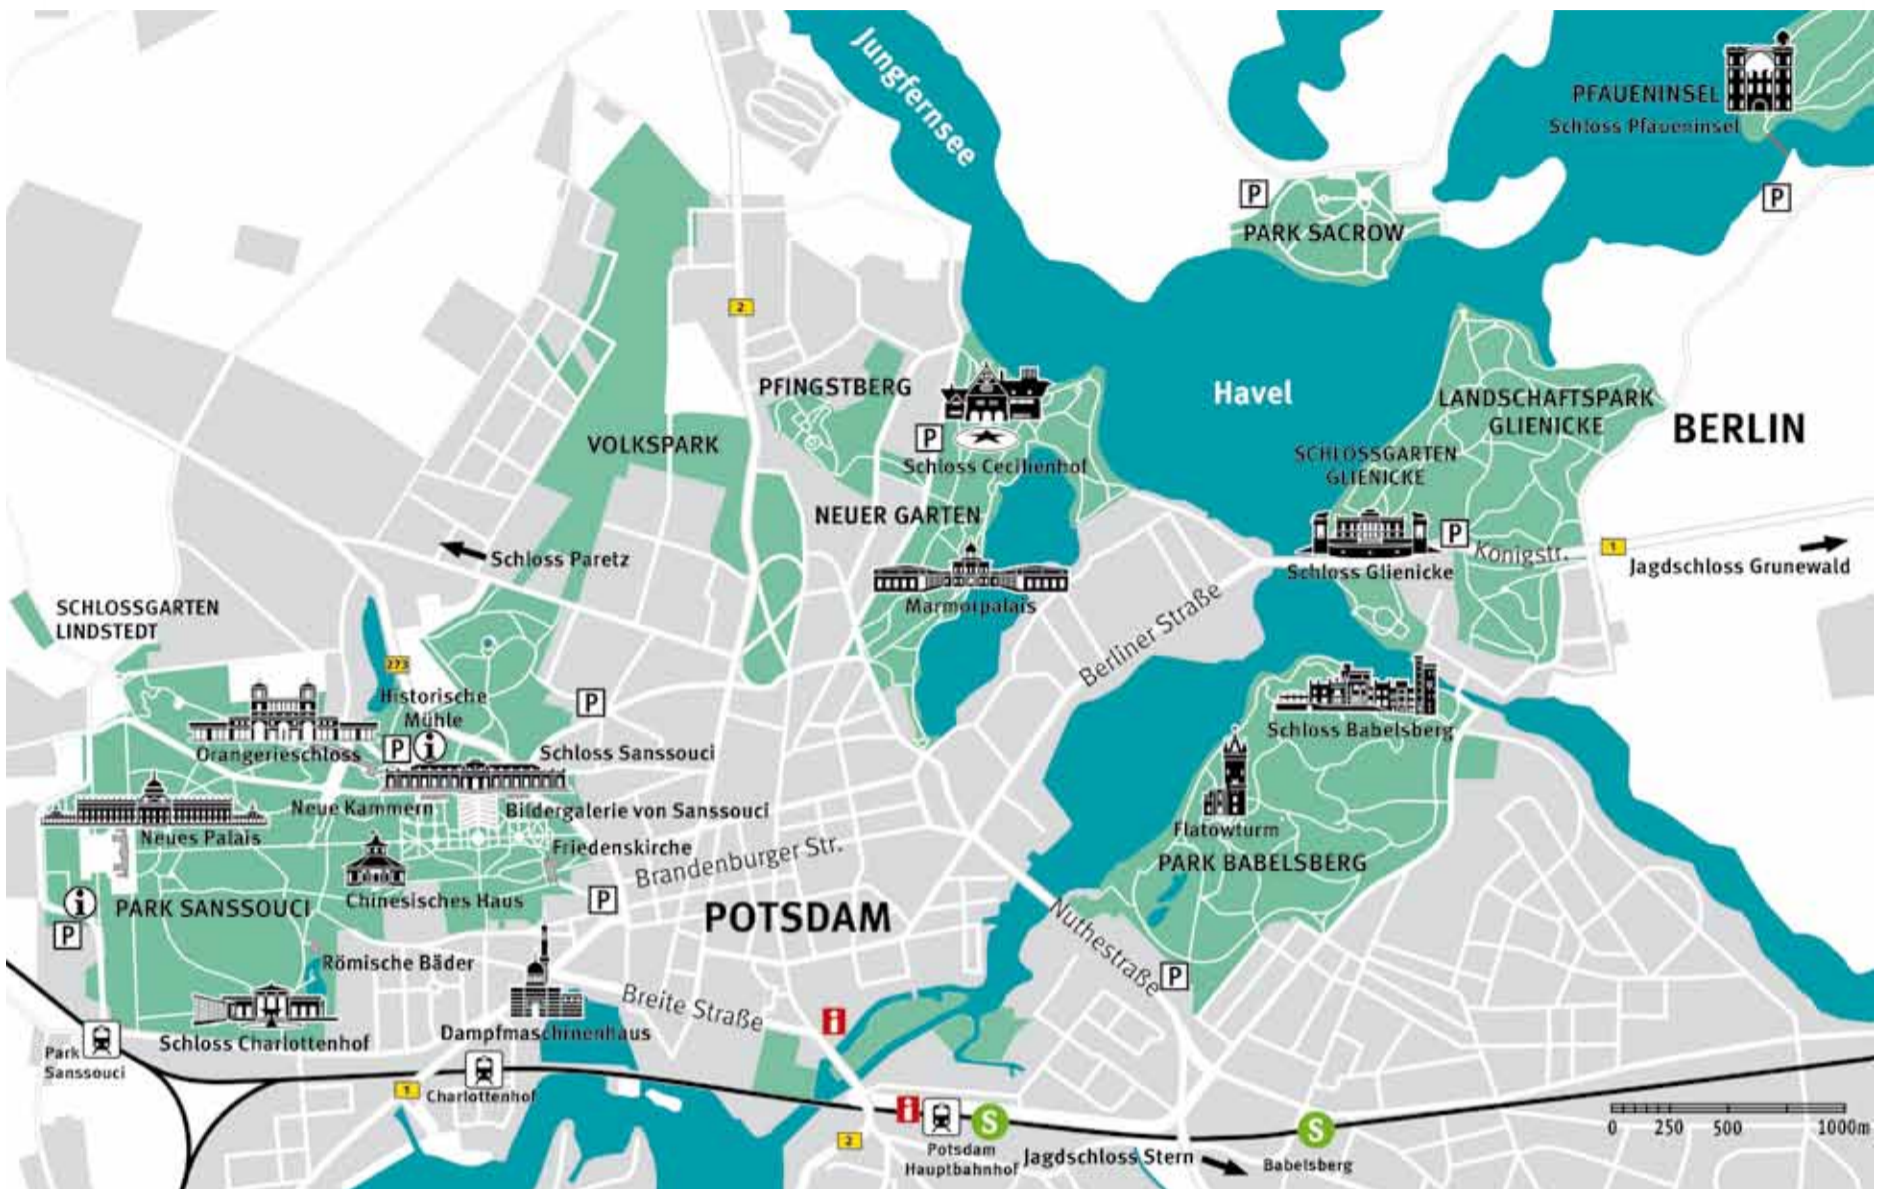 Jungfernsee
PFAUENINSEL
Schloss Pfaueninsel
P
P
PARK SACROW
2
PFINGSTBERG
Havel
LANDSCHAFTSPARK
GLIENICKE
BERLIN
VOLKSPARK
P
Schloss Cecilienhof
SCHLOSSGARTEN
GLIENICKE
NEUER GARTEN
P
Königstr.
1
Schloss Paretz
Schloss Glienicke
Jagdschloss Grunewald
Marmorpalais
Berliner Straße
SCHLOSSGARTEN
LINDSTEDT
273
Historische
Mühle
P
Orangerieschloss
P
i
Schloss Sanssouci
Schloss Babelsberg
Neue Kammern
Bildergalerie von Sanssouci
Neues Palais
Friedenskirche
Flatowturm
Brandenburger Str.
PARK BABELSBERG
Chinesisches Haus
P
i
PARK SANSSOUCI
POTSDAM
P
Nuthestraße
Römische Bäder
P
Breite Straße
i
Dampfmaschinenhaus
Schloss Charlottenhof
Park
Sanssouci
1
Charlottenhof
i
S
S
2
Potsdam
Hauptbahnhof
Jagdschloss Stern
Babelsberg
0 250 500 1000m